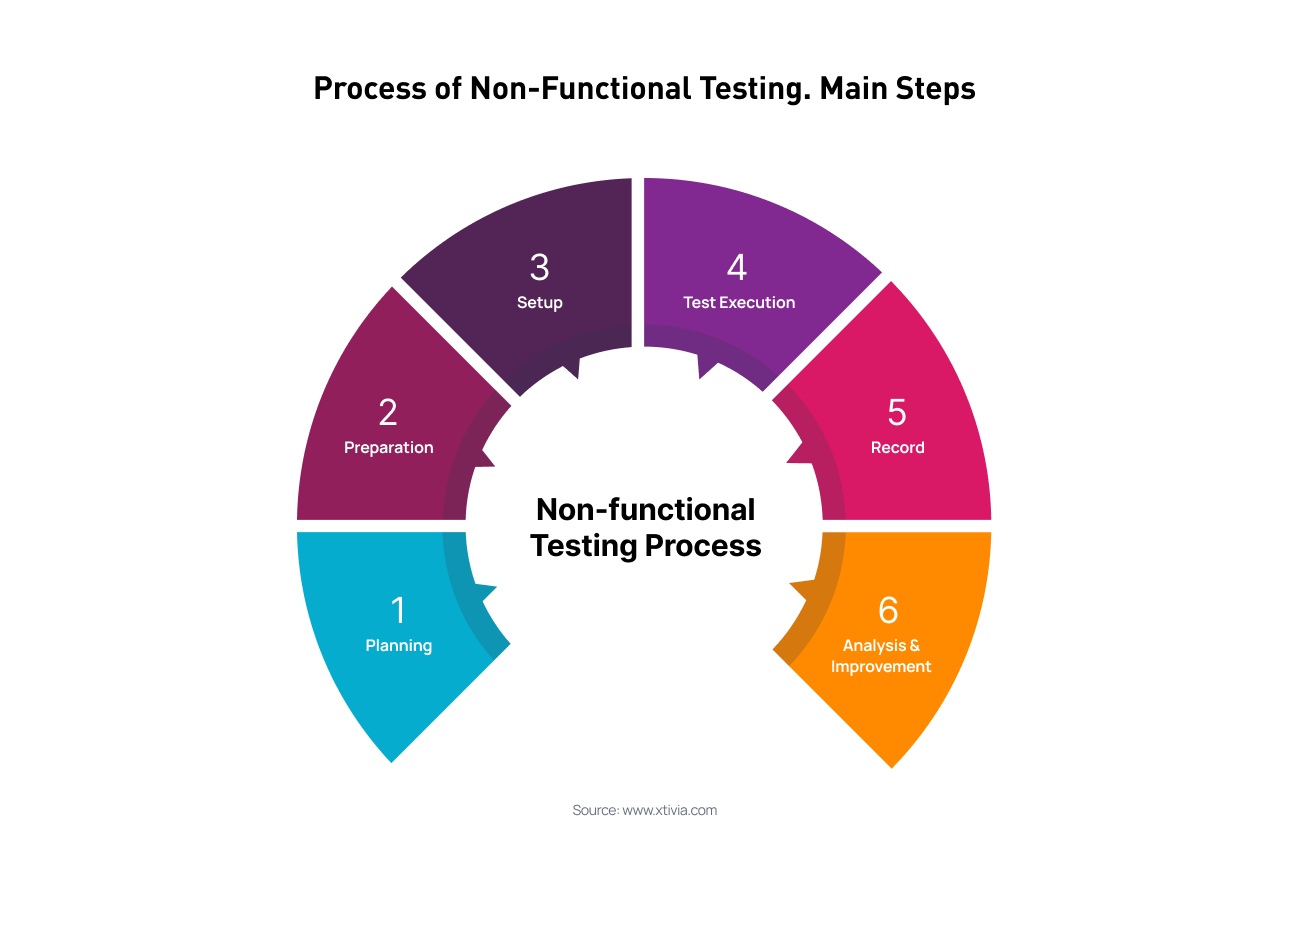 Process of Non-Functional Testing. Main Steps
1
Planning
2
Preparation
3
Setup
4
Test Execution
5
Record
6
Analysis &
Improvement
Non-functional
Testing Process
Source: www.xtivia.com